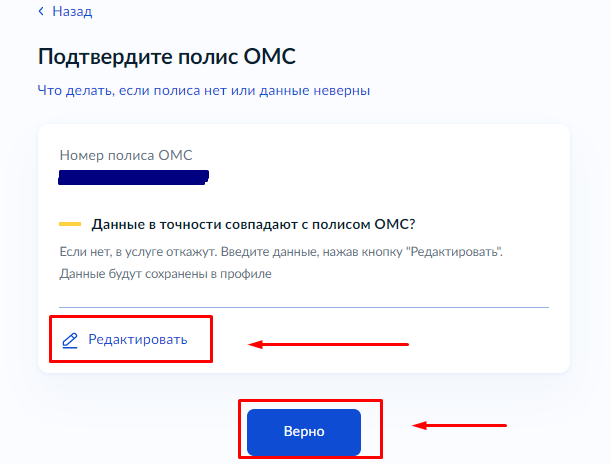 Назад
Подтвердите полис ОМС
Что делать, если полиса нет или данные неверны
Номер полиса ОМС
Данные в точности совпадают с полисом ОМС?
Если нет, в услуге откажут. Введите данные, нажав кнопку "Редактировать".
Данные будут сохранены в профиле
Редактировать
Верно